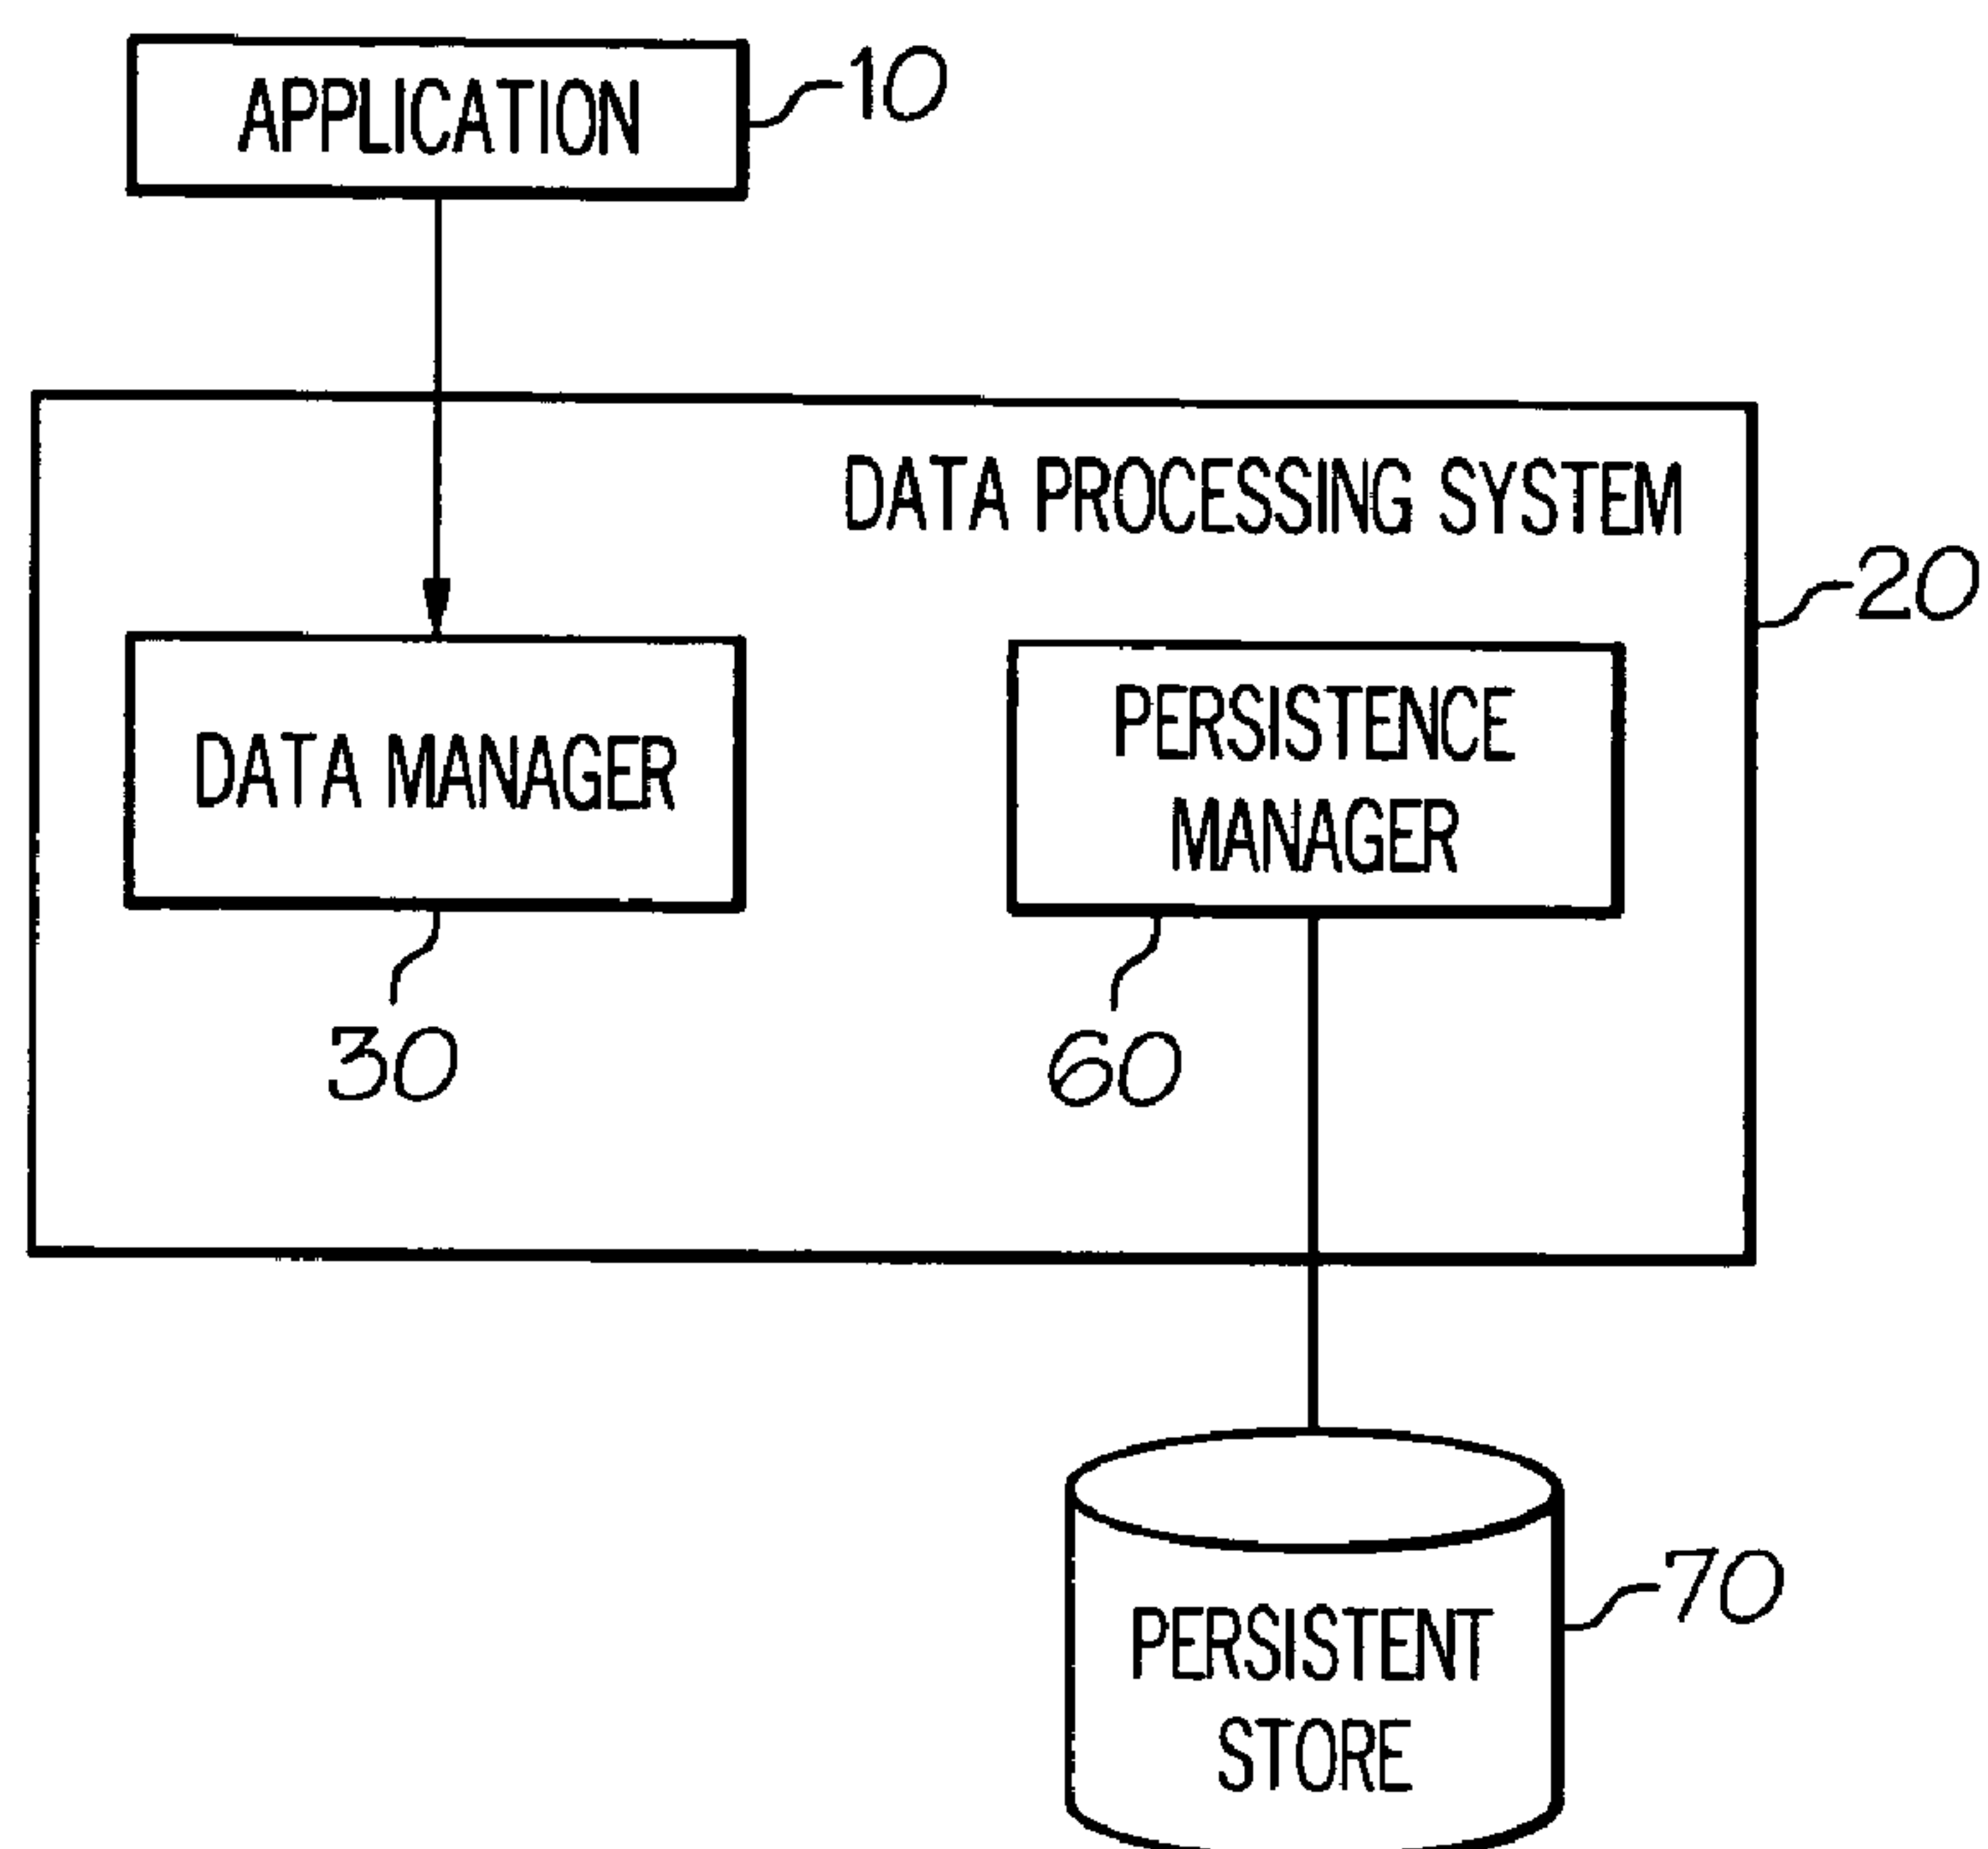 APPLICATION
10
DATA PROCESSING SYSTEM
20
DATA MANAGER
PERSISTENCE
MANAGER
30
60
70
PERSISTENT
STORE